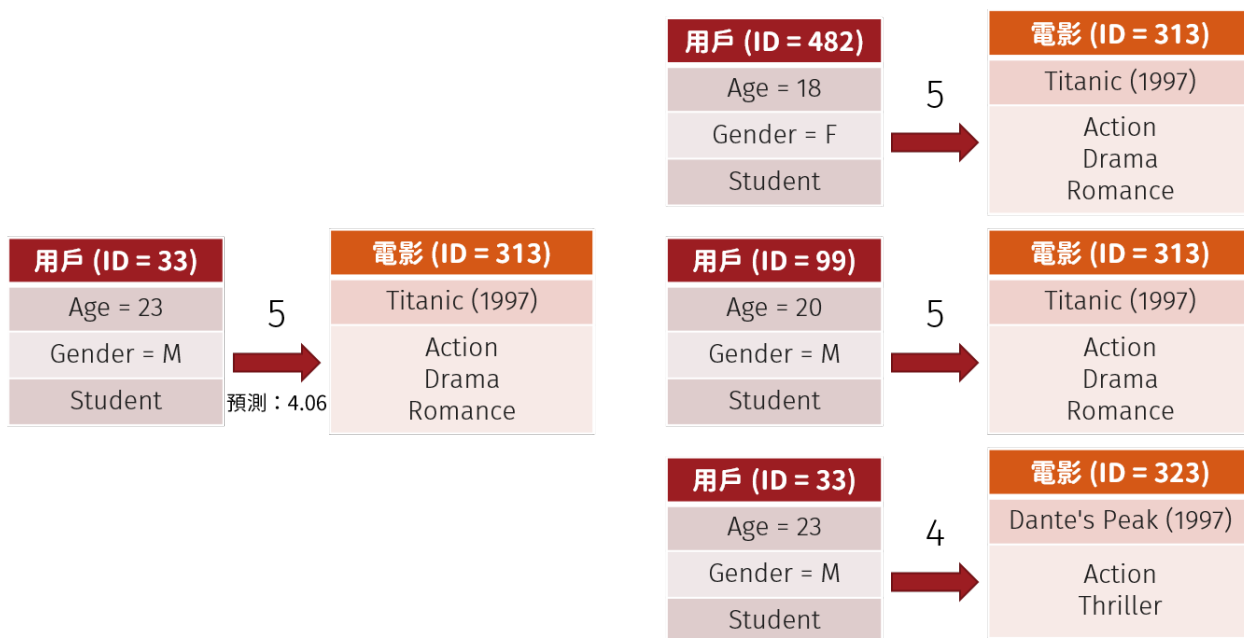 用戶 (ID = 33)
Age = 23
Gender = M
Student
5
預測：4.06
電影 (ID = 313)
Titanic (1997)
Action
Drama
Romance
用戶 (ID = 482)
Age = 18
Gender = F
Student
5
電影 (ID = 313)
Titanic (1997)
Action
Drama
Romance
用戶 (ID = 99)
Age = 20
Gender = M
Student
5
電影 (ID = 313)
Titanic (1997)
Action
Drama
Romance
用戶 (ID = 33)
Age = 23
Gender = M
Student
4
電影 (ID = 323)
Dante's Peak (1997)
Action
Thriller